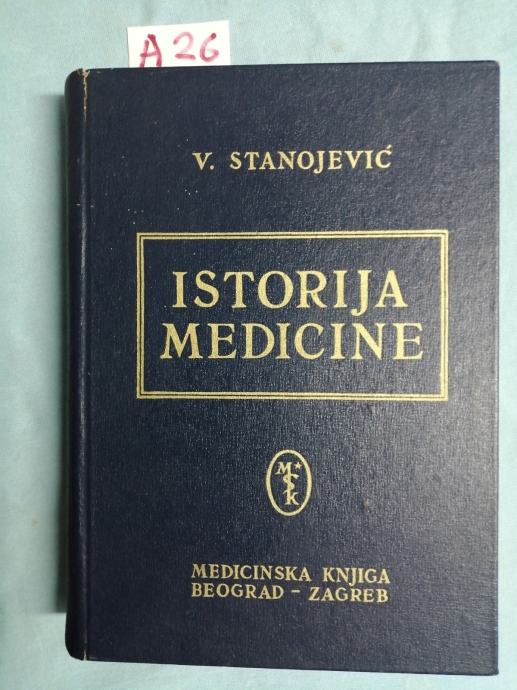 A 26
V. STANOJEVIĆ
ISTORIJA
MEDICINE
M★
S
K
MEDICINSKA KNJIGA
BEOGRAD - ZAGREB